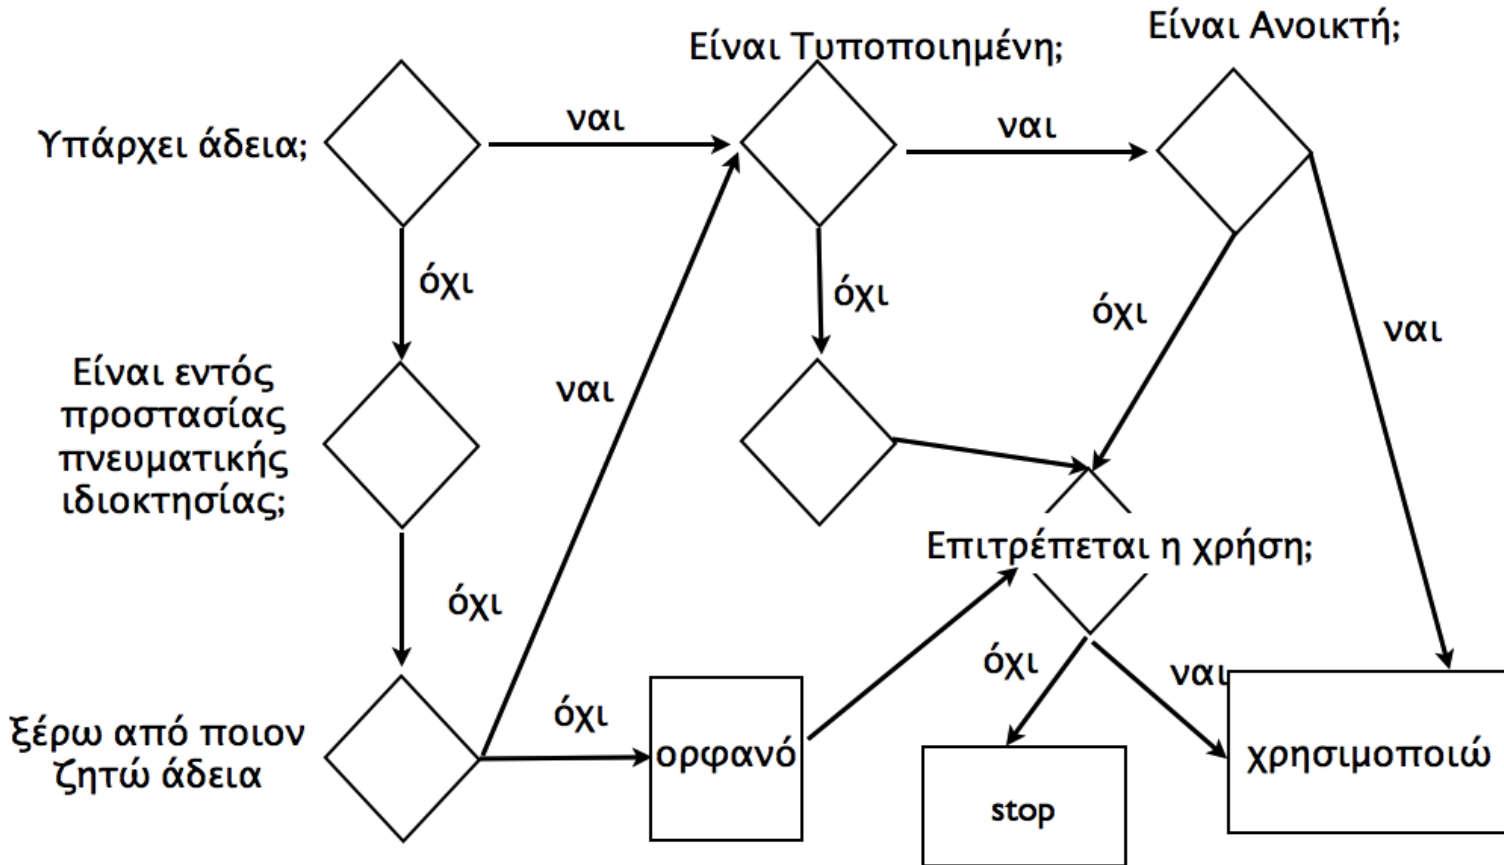 Είναι Ανοικτή;
Είναι Τυποποιημένη;
Υπάρχει άδεια;
ναι
ναι
όχι
όχι
όχι
ναι
Είναι εντός
προστασίας
πνευματικής
ιδιοκτησίας;
ναι
Επιτρέπεται η χρήση;
όχι
όχι
ναι
ξέρω από ποιον
ζητώ άδεια
όχι
ορφανό
stop
χρησιμοποιώ